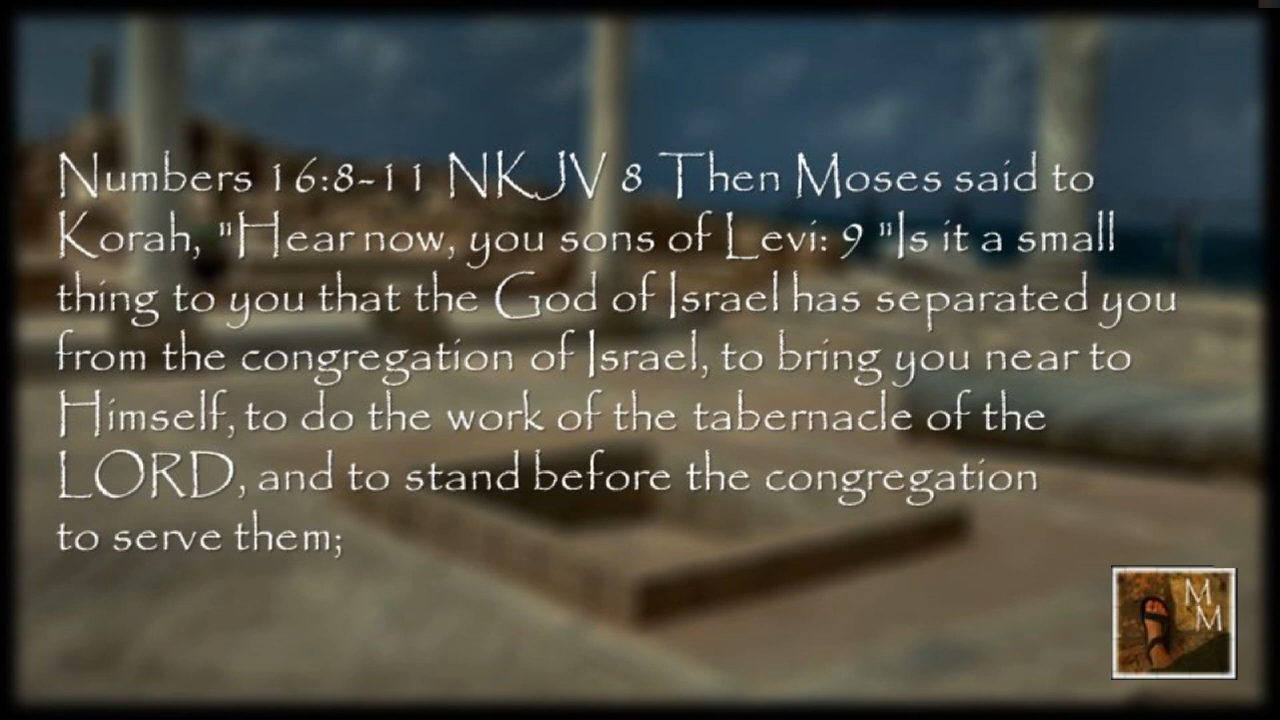 Numbers 16:8-11 NKJV 8 Then Moses said to
Korah, "Hear now, you sons of Levi: 9 "Is it a small
thing to you that the God of Israel has separated you
from the congregation of Israel, to bring you near to
Himself, to do the work of the tabernacle of the
LORD, and to stand before the congregation
to serve them;
M
M